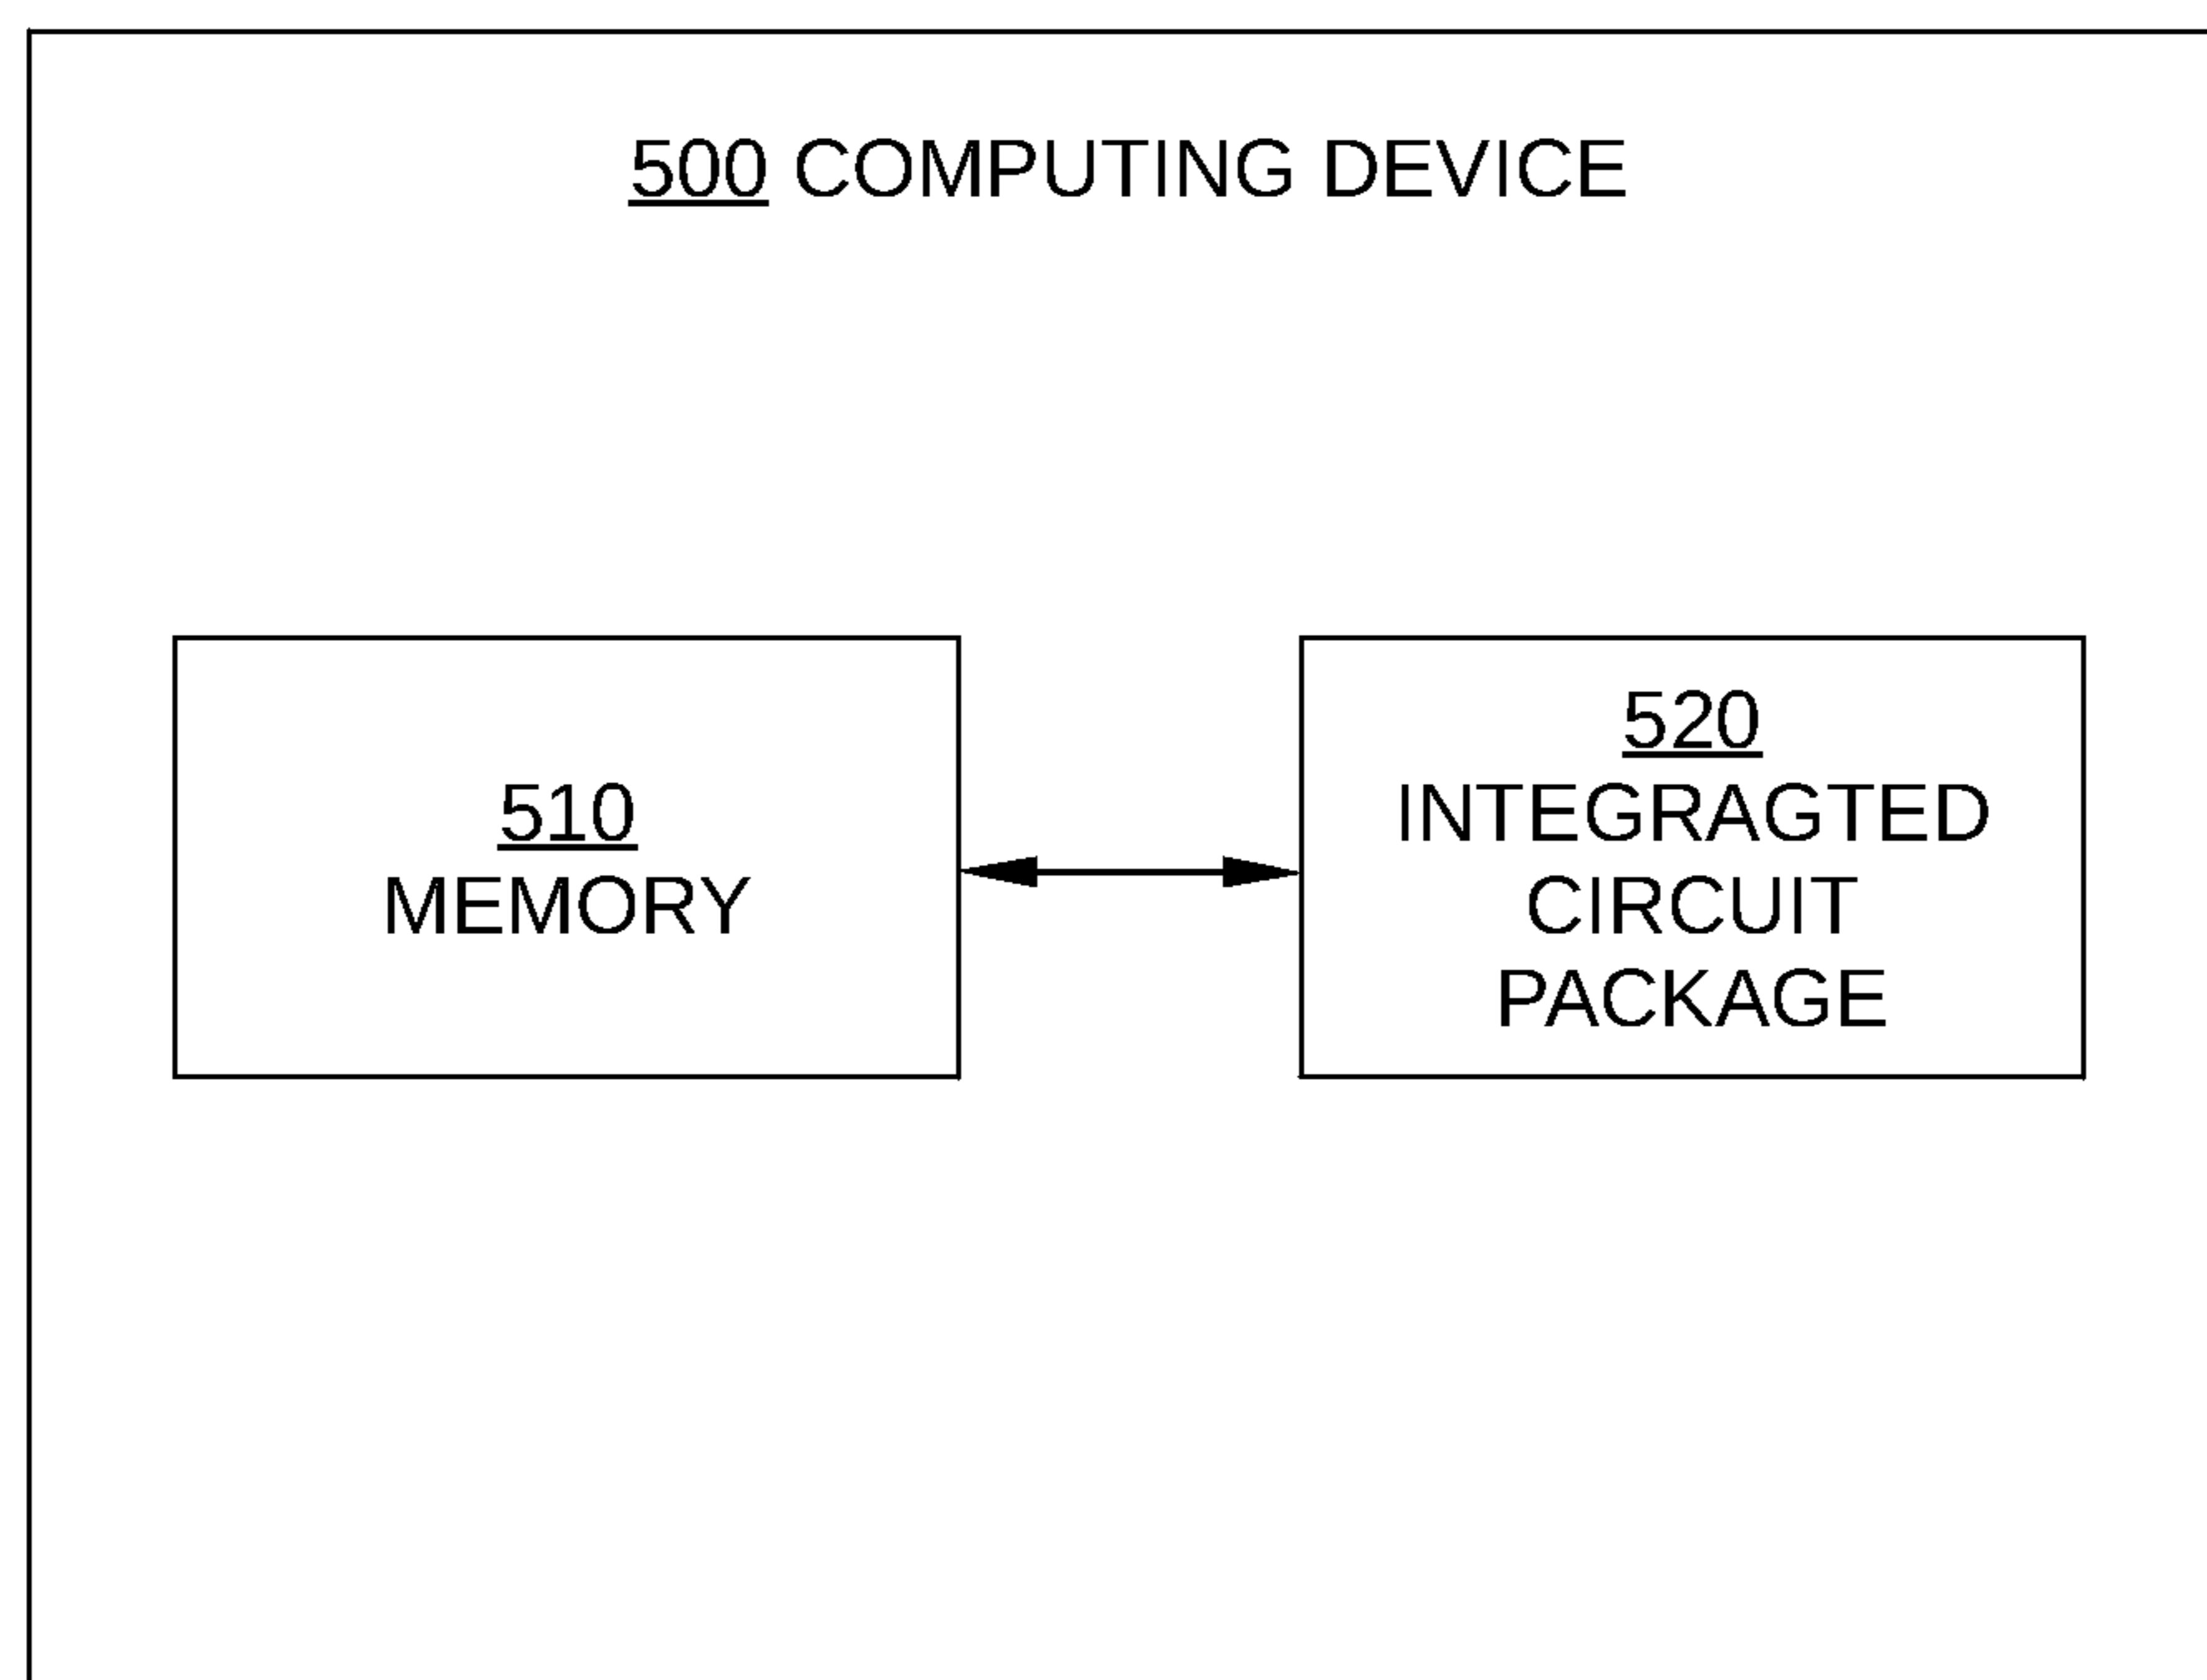 500 COMPUTING DEVICE
510
MEMORY
520
INTEGRAGTED
CIRCUIT
PACKAGE